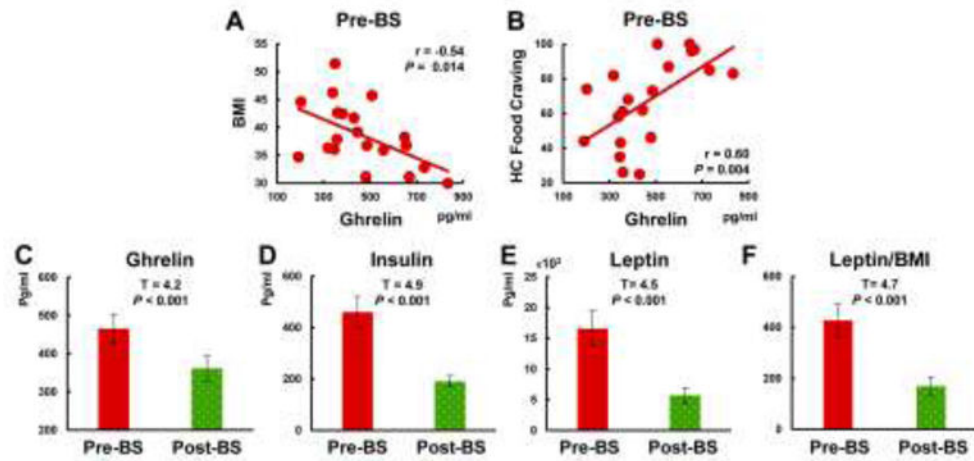 A
Pre-BS
BMI
55
50
45
40
35
30
r = -0.54
P = 0.014
100
300
500
700
900
Ghrelin
pg/ml
B
Pre-BS
HC Food Craving
100
80
60
40
20
r = 0.60
P = 0.004
100
300
500
700
900
Ghrelin
pg/ml
C
Ghrelin
Pg/ml
600
500
400
300
200
T = 4.2
P < 0.001
Pre-BS
Post-BS
D
Insulin
Pg/ml
600
400
200
0
T = 4.9
P < 0.001
Pre-BS
Post-BS
E
Leptin
x10³
Pg/ml
25
20
15
10
5
0
T = 4.5
P < 0.001
Pre-BS
Post-BS
F
Leptin/BMI
600
400
200
0
T= 4.7
P < 0.001
Pre-BS
Post-BS